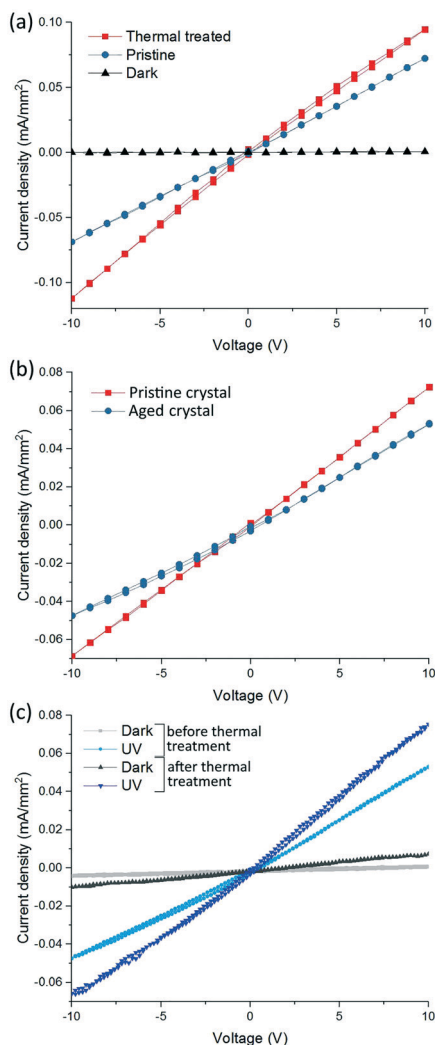 (a)
0.10
0.05
0.00
-0.05
-0.10
Current density (mA/mm²)
Thermal treated
Pristine
Dark
-10 -5 0 5 10
Voltage (V)
(b)
0.08
0.06
0.04
0.02
0.00
-0.02
-0.04
-0.06
Current density (mA/mm²)
Pristine crystal
Aged crystal
-10 -5 0 5 10
Voltage (V)
(c)
0.08
0.06
0.04
0.02
0.00
-0.02
-0.04
-0.06
Current density (mA/mm²)
Dark before thermal
UV treatment
Dark after thermal
UV treatment
-10 -5 0 5 10
Voltage (V)